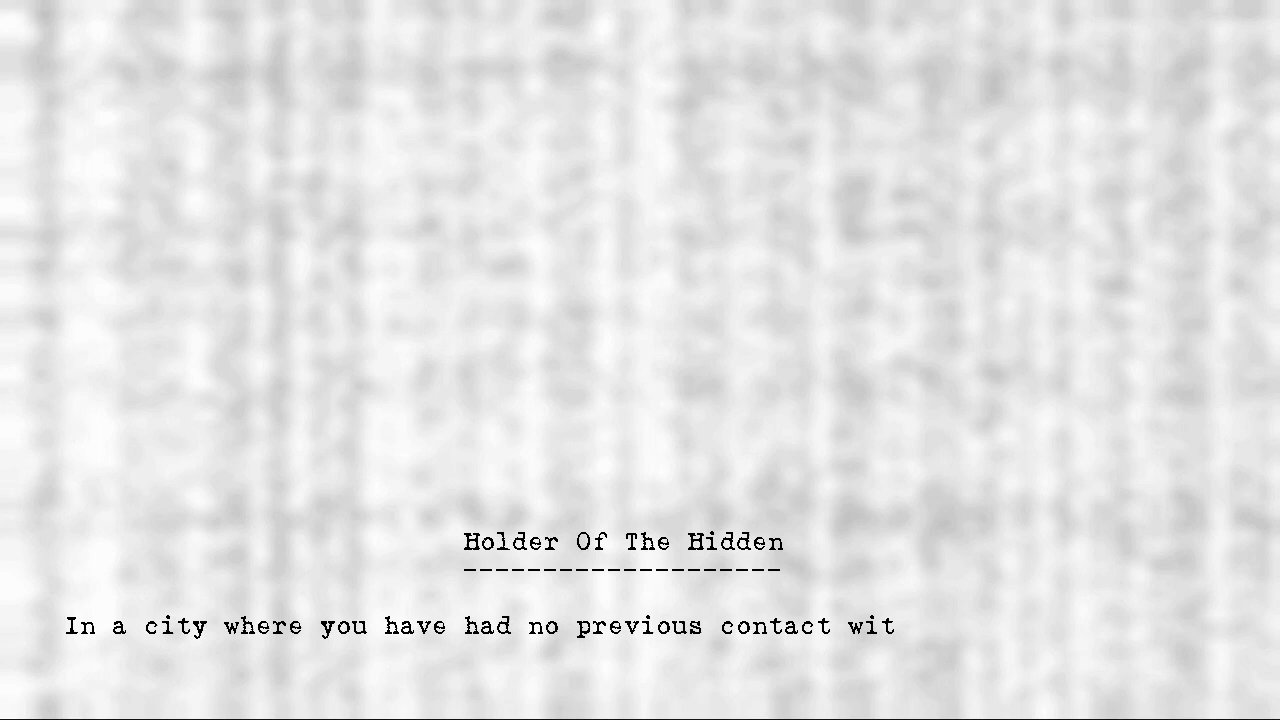 Holder Of The Hidden
--------------------
In a city where you have had no previous contact wit